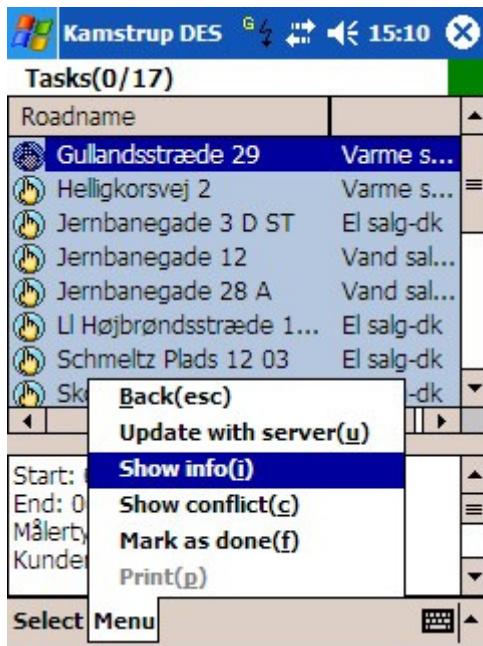 Kamstrup DES G 15:10
Tasks(0/17)
Roadname
Gullandsstræde 29 Varme s...
Helligkorsvej 2 Varme s...
Jernbanegade 3 D ST El salg-dk
Jernbanegade 12 Vand sal...
Jernbanegade 28 A Vand sal...
Ll Højbrøndsstræde 1... El salg-dk
Schmeltz Plads 12 03 El salg-dk
-dk
Back(esc)
Update with server(u)
Start:
Show info(i)
End:
Show conflict(c)
Mark as done(f)
Print(p)
Select Menu